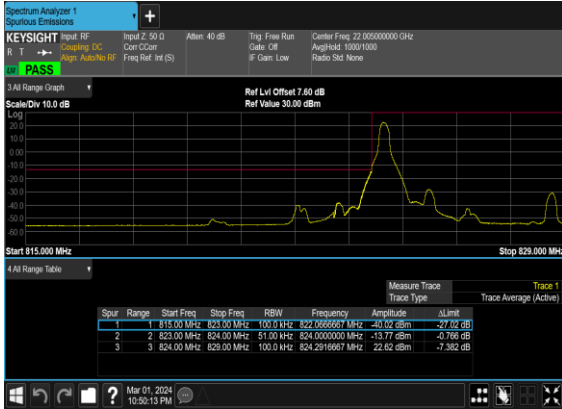 Spectrum Analyzer 1
Spurious Emissions
+
KEYSIGHT Input: RF Input Z: 50 Ω Atten: 40 dB Trig: Free Run Center Freq: 22.005000000 GHz
R T Coupling: DC Corr CCorr Gate: Off Avg|Hold: 1000/1000
Align: Auto/No RF Freq Ref: Int (S) IF Gain: Low Radio Std: None
PASS
3 All Range Graph
Ref Lvl Offset 7.60 dB
Scale/Div 10.0 dB Ref Value 30.00 dBm
Log
20.0
10.0
0.00
-10.0
-20.0
-30.0
-40.0
-50.0
-60.0
Start 815.000 MHz Stop 829.000 MHz
4 All Range Table
Measure Trace Trace 1
Trace Type Trace Average (Active)
Spur Range Start Freq Stop Freq RBW Frequency Amplitude ΔLimit
1 1 815.00 MHz 823.00 MHz 100.0 kHz 822.0666667 MHz -40.02 dBm -27.02 dB
2 2 823.00 MHz 824.00 MHz 51.00 kHz 824.0000000 MHz -13.77 dBm -0.766 dB
3 3 824.00 MHz 829.00 MHz 100.0 kHz 824.2916667 MHz 22.62 dBm -7.382 dB
?
Mar 01, 2024
10:50:13 PM